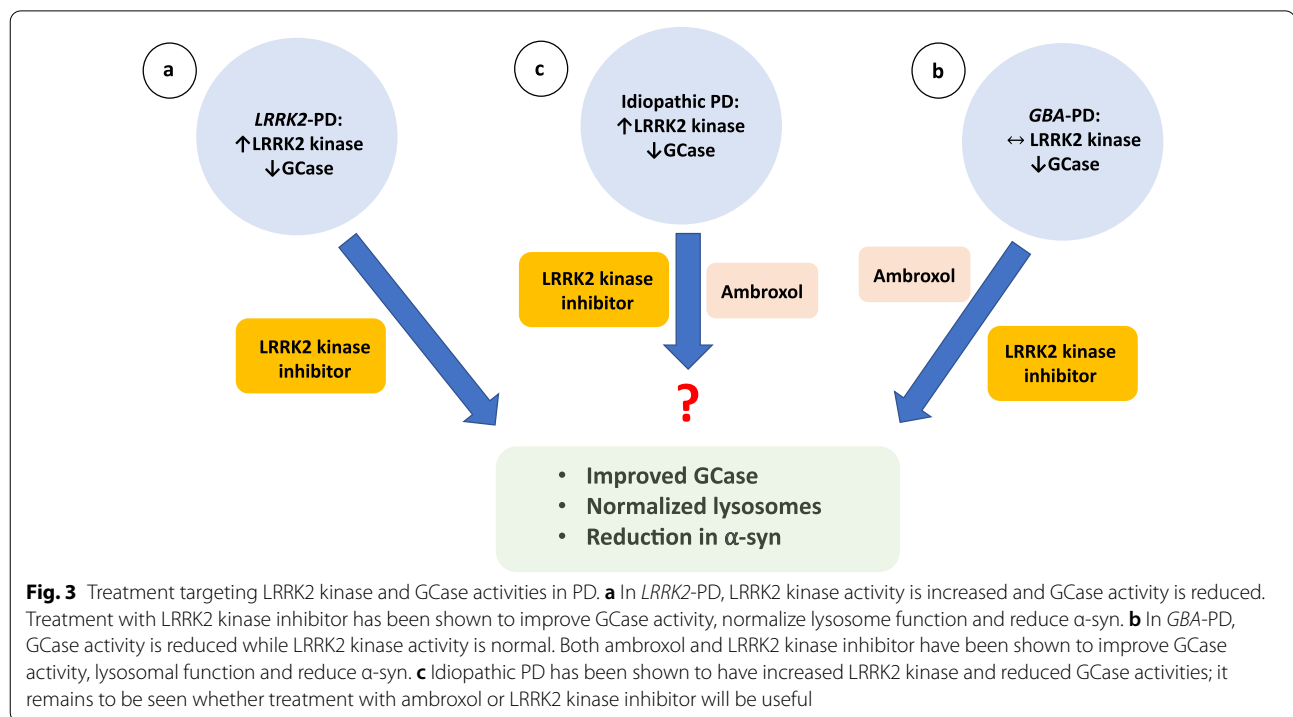 a
LRRK2-PD:
↑LRRK2 kinase
↓GCase
c
Idiopathic PD:
↑LRRK2 kinase
↓GCase
b
GBA-PD:
↔ LRRK2 kinase
↓GCase
LRRK2 kinase
inhibitor
LRRK2 kinase
inhibitor
Ambroxol
Ambroxol
LRRK2 kinase
inhibitor
?
• Improved GCase
• Normalized lysosomes
• Reduction in α-syn
Fig. 3 Treatment targeting LRRK2 kinase and GCase activities in PD. a In LRRK2-PD, LRRK2 kinase activity is increased and GCase activity is reduced.
Treatment with LRRK2 kinase inhibitor has been shown to improve GCase activity, normalize lysosome function and reduce α-syn. b In GBA-PD,
GCase activity is reduced while LRRK2 kinase activity is normal. Both ambroxol and LRRK2 kinase inhibitor have been shown to improve GCase
activity, lysosomal function and reduce α-syn. c Idiopathic PD has been shown to have increased LRRK2 kinase and reduced GCase activities; it
remains to be seen whether treatment with ambroxol or LRRK2 kinase inhibitor will be useful